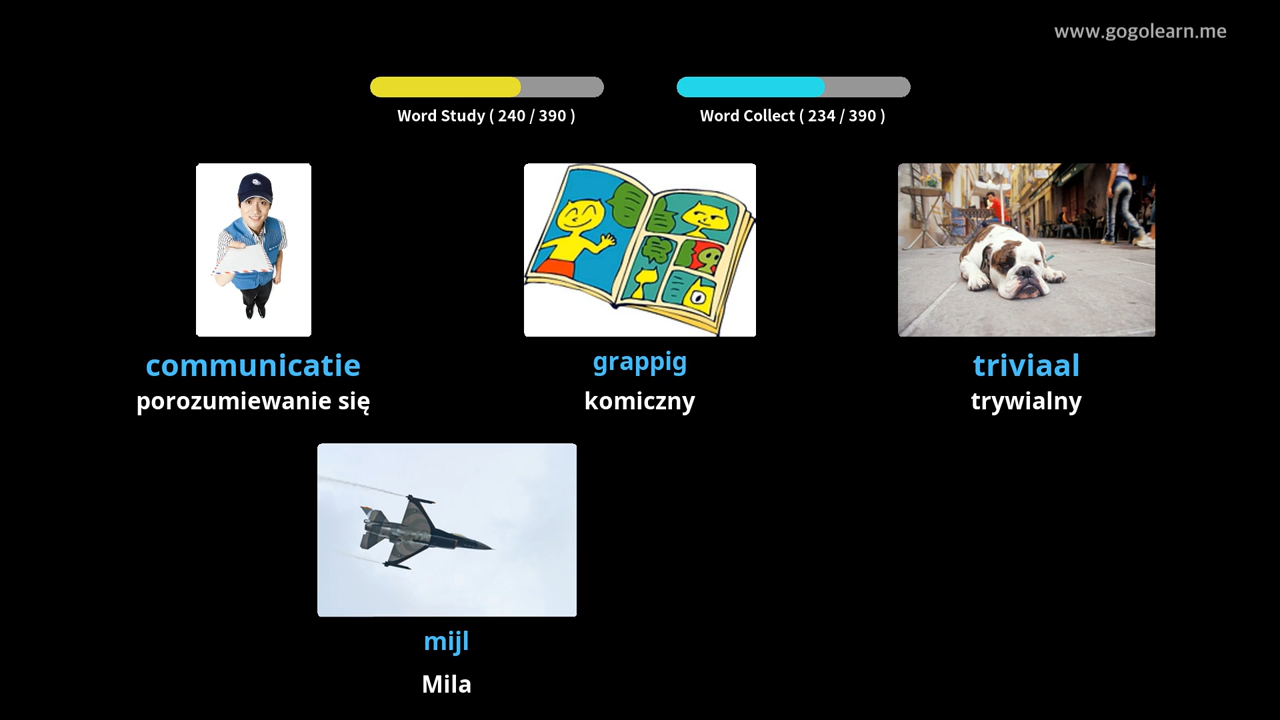 www.gogolearn.me
Word Study ( 240 / 390 )
Word Collect ( 234 / 390 )
communicatie
porozumiewanie się
grappig
komiczny
triviaal
trywialny
mijl
Mila